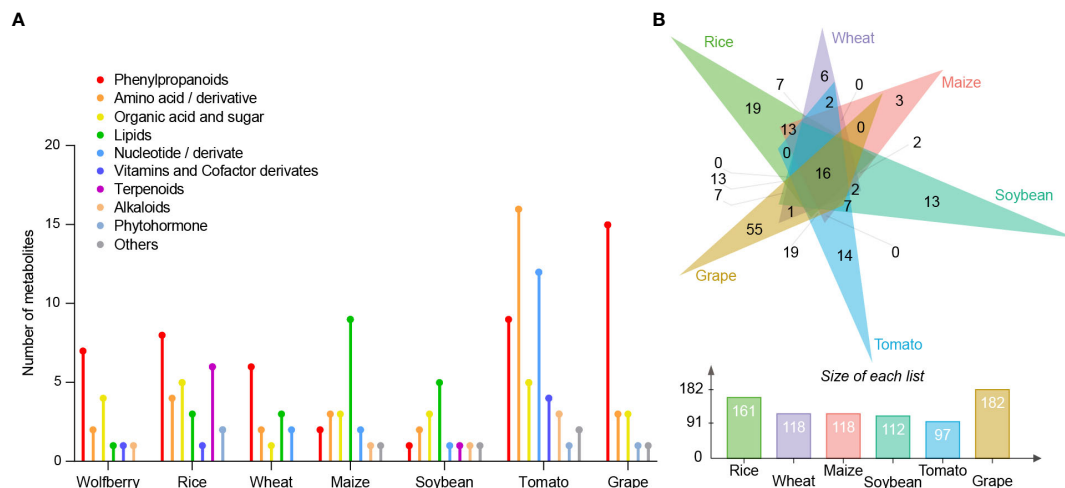 A
Phenylpropanoids
Amino acid / derivative
Organic acid and sugar
Lipids
Nucleotide / derivate
Vitamins and Cofactor derivates
Terpenoids
Alkaloids
Phytohormone
Others
Number of metabolites
20
15
10
5
0
Wolfberry Rice Wheat Maize Soybean Tomato Grape
B
Rice
Wheat
Maize
Soybean
Tomato
Grape
6
7
0
3
19
2
13
0
2
0
0
16
13
2
7
13
7
1
55
19
14
0
Size of each list
182
91
0
161
118
118
112
97
182
Rice Wheat Maize Soybean Tomato Grape